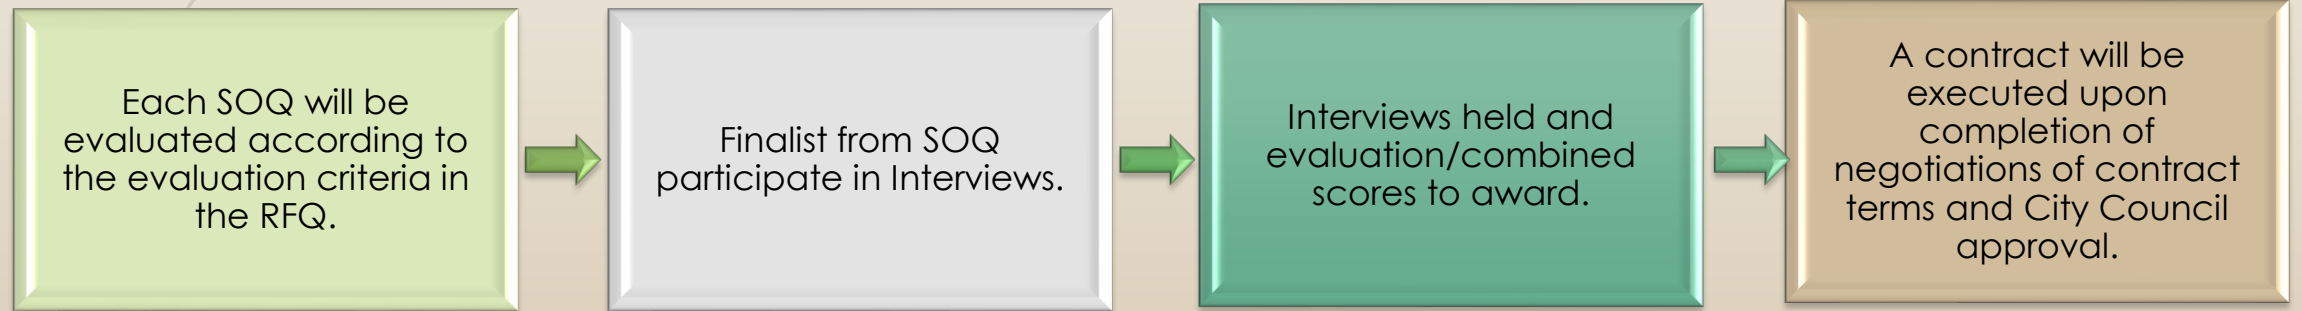 Each SOQ will be
evaluated according to
the evaluation criteria in
the RFQ.
Finalist from SOQ
participate in Interviews.
Interviews held and
evaluation/combined
scores to award.
A contract will be
executed upon
completion of
negotiations of contract
terms and City Council
approval.